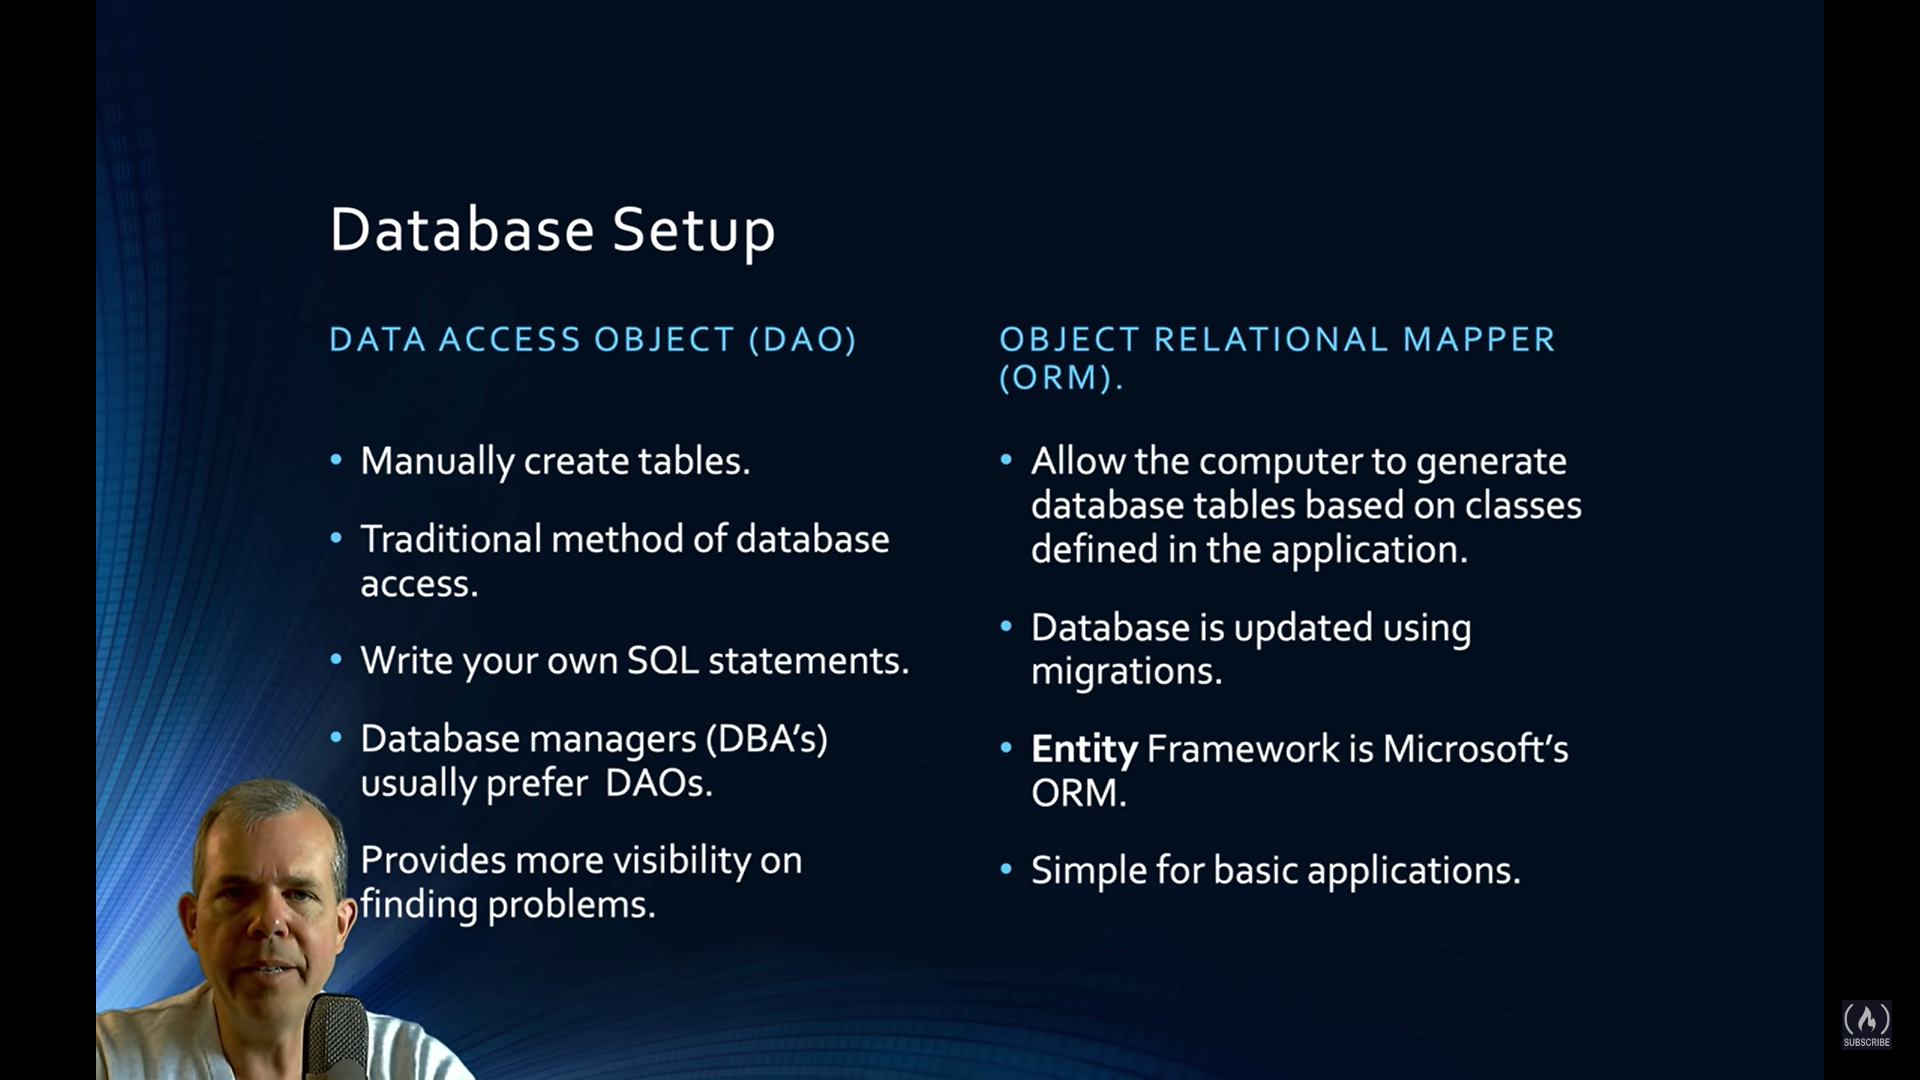 Database Setup
DATA ACCESS OBJECT (DAO)
• Manually create tables.
• Traditional method of database
access.
• Write your own SQL statements.
• Database managers (DBA’s)
usually prefer  DAOs.
Provides more visibility on
finding problems.
OBJECT RELATIONAL MAPPER
(ORM).
• Allow the computer to generate
database tables based on classes
defined in the application.
• Database is updated using
migrations.
• Entity Framework is Microsoft’s
ORM.
• Simple for basic applications.
SUBSCRIBE